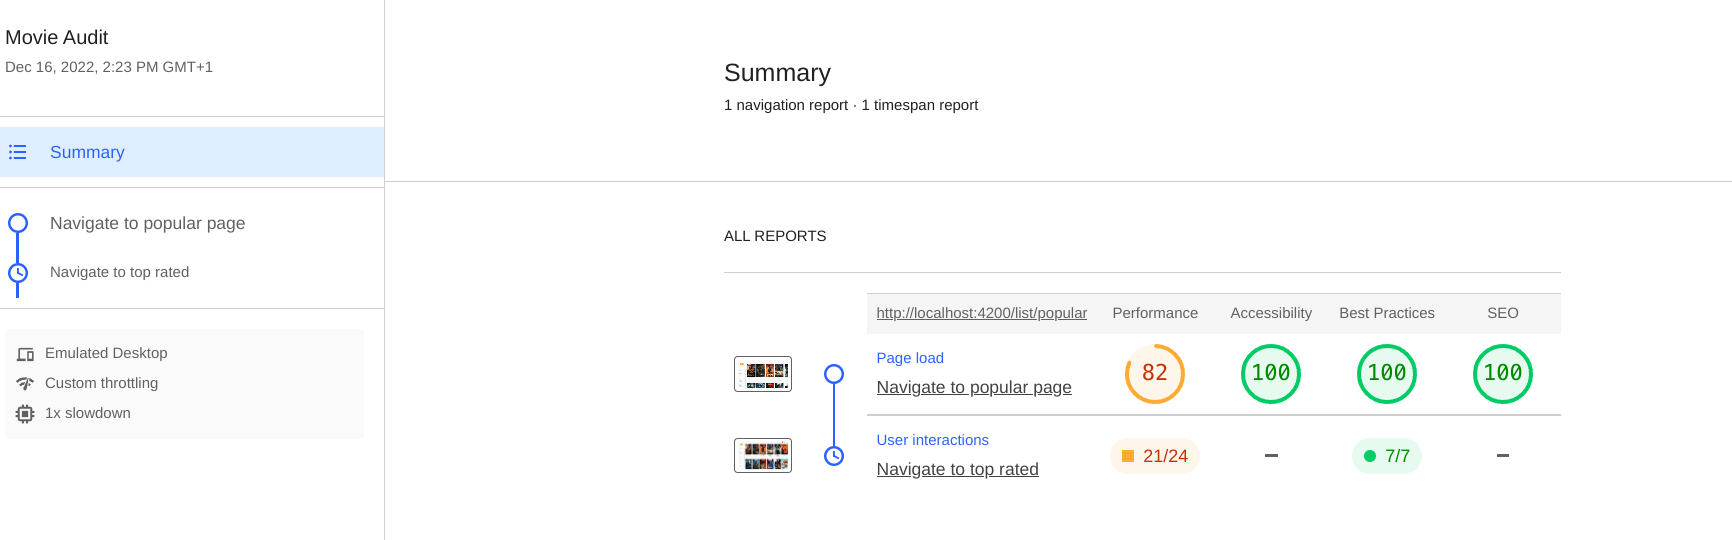 Movie Audit
Dec 16, 2022, 2:23 PM GMT+1
Summary
Navigate to popular page
Navigate to top rated
Emulated Desktop
Custom throttling
1x slowdown
Summary
1 navigation report · 1 timespan report
ALL REPORTS
http://localhost:4200/list/popular Performance Accessibility Best Practices SEO
Page load
Navigate to popular page 82 100 100 100
User interactions
Navigate to top rated 21/24 – 7/7 –